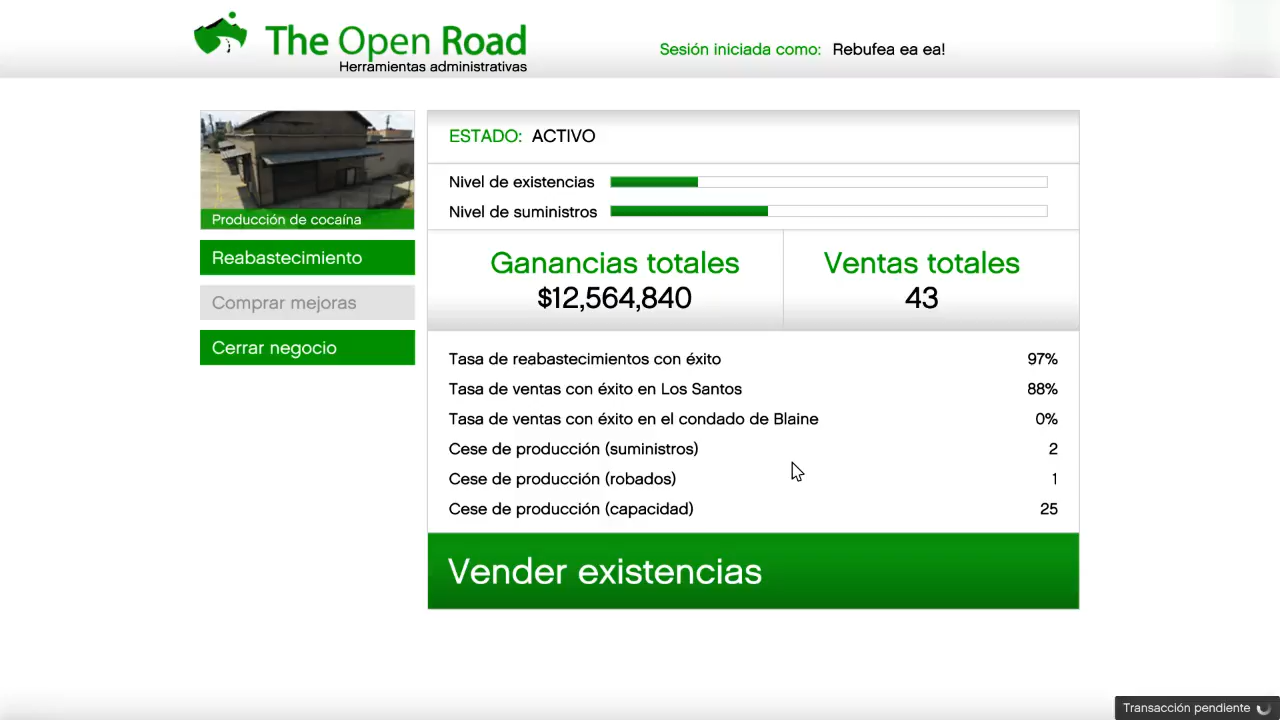 The Open Road
Herramientas administrativas
Sesión iniciada como: Rebufea ea ea!
Producción de cocaína
Reabastecimiento
Comprar mejoras
Cerrar negocio
ESTADO: ACTIVO
Nivel de existencias
Nivel de suministros
Ganancias totales
$12,564,840
Ventas totales
43
Tasa de reabastecimientos con éxito 97%
Tasa de ventas con éxito en Los Santos 88%
Tasa de ventas con éxito en el condado de Blaine 0%
Cese de producción (suministros) 2
Cese de producción (robados) 1
Cese de producción (capacidad) 25
Vender existencias
Transacción pendiente